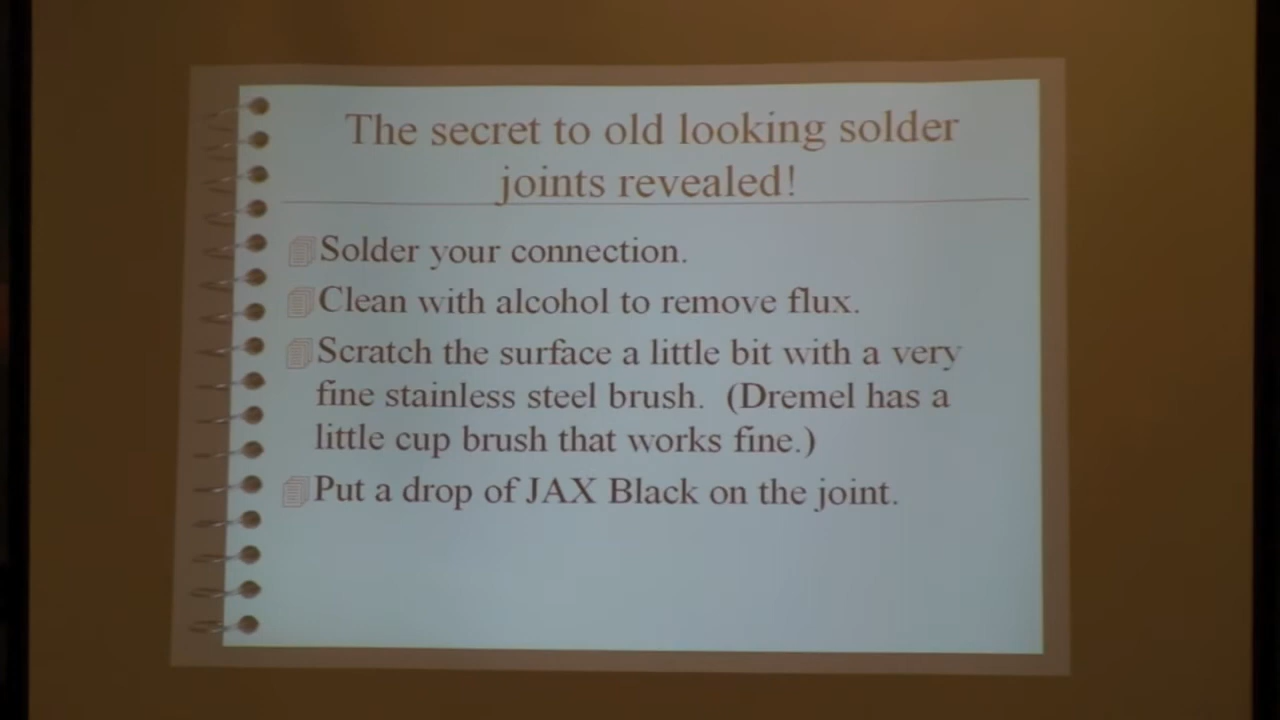 The secret to old looking solder
joints revealed!
Solder your connection.
Clean with alcohol to remove flux.
Scratch the surface a little bit with a very
fine stainless steel brush.  (Dremel has a
little cup brush that works fine.)
Put a drop of JAX Black on the joint.